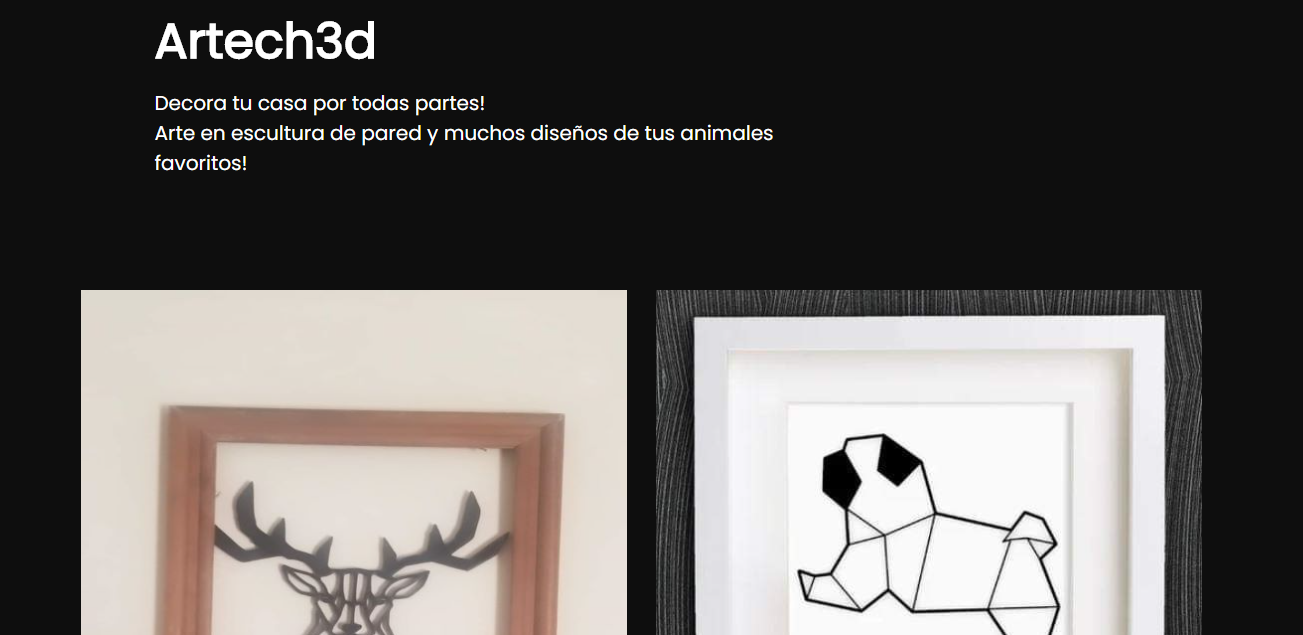 Artech3d
Decora tu casa por todas partes!
Arte en escultura de pared y muchos diseños de tus animales
favoritos!